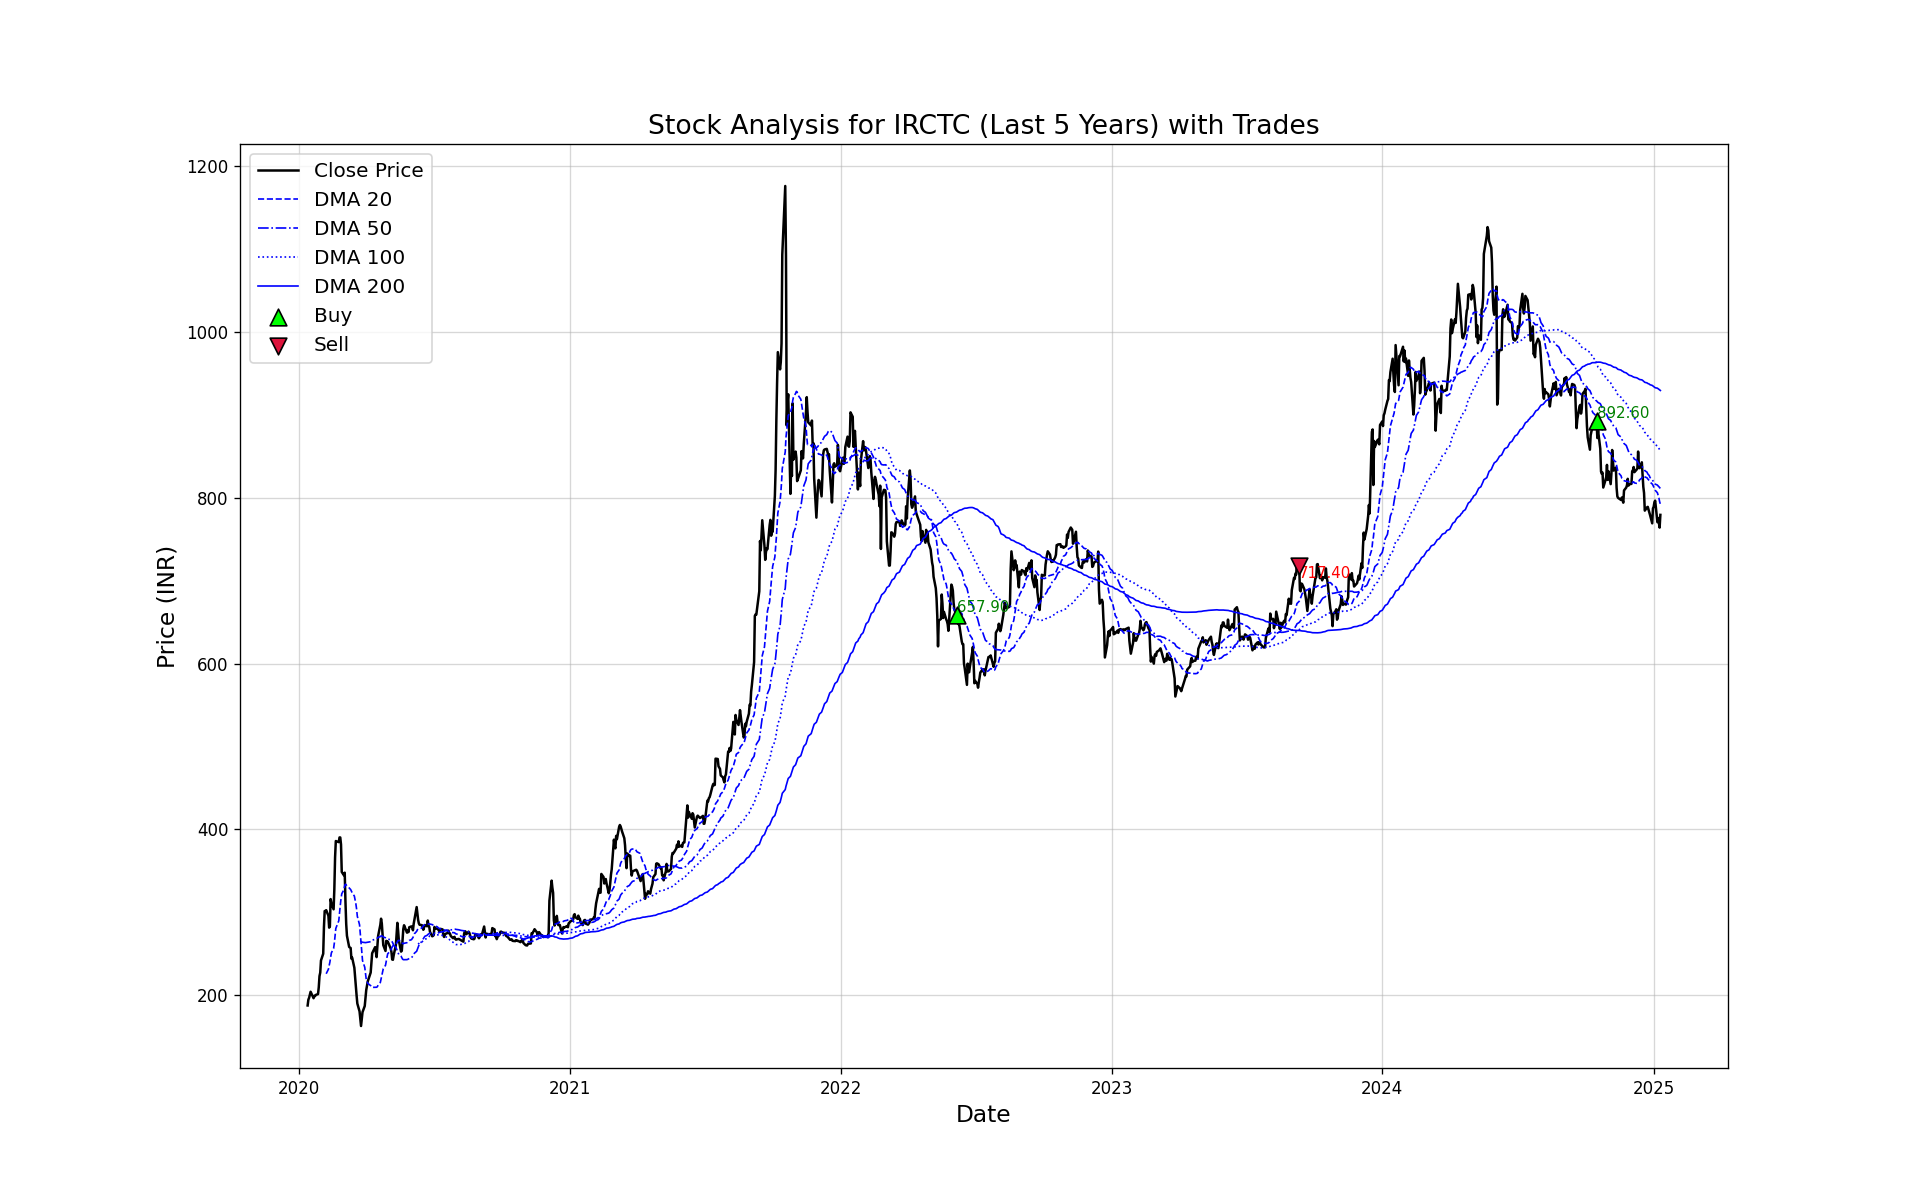 Stock Analysis for IRCTC (Last 5 Years) with Trades
Close Price
DMA 20
DMA 50
DMA 100
DMA 200
Buy
Sell
1200
1000
800
600
400
200
Price (INR)
657.90
717.40
892.60
2020
2021
2022
2023
2024
2025
Date